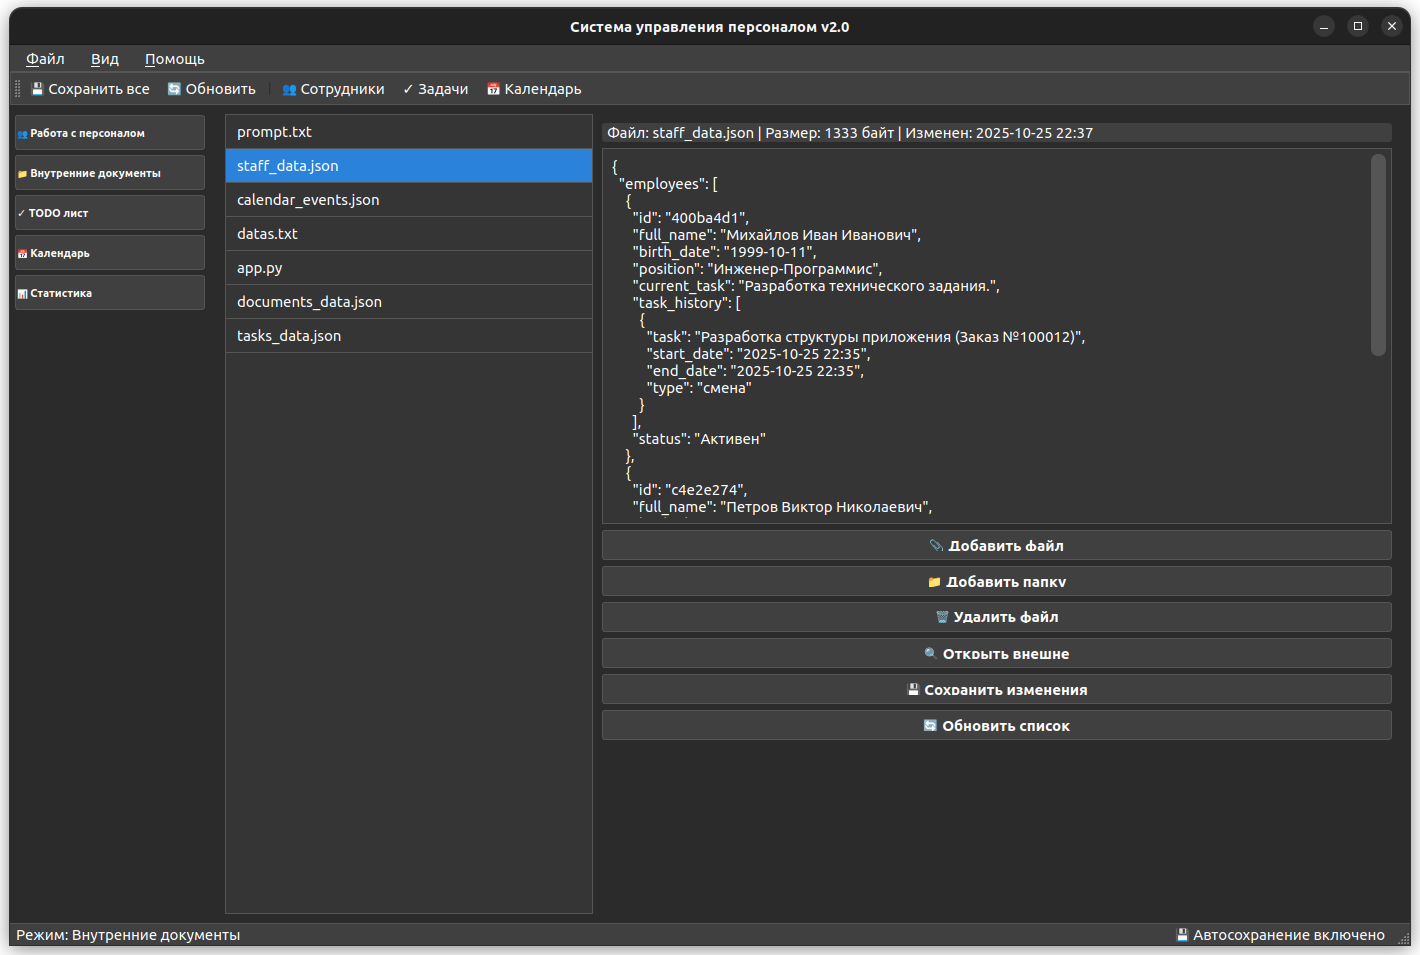 Система управления персоналом v2.0
Файл Вид Помощь
Сохранить все Обновить Сотрудники ✓ Задачи Календарь
Работа с персоналом
Внутренние документы
✓ TODO лист
Календарь
Статистика
prompt.txt
staff_data.json
calendar_events.json
datas.txt
app.py
documents_data.json
tasks_data.json
Файл: staff_data.json | Размер: 1333 байт | Изменен: 2025-10-25 22:37
{
"employees": [
{
"id": "400ba4d1",
"full_name": "Михайлов Иван Иванович",
"birth_date": "1999-10-11",
"position": "Инженер-Программис",
"current_task": "Разработка технического задания.",
"task_history": [
{
"task": "Разработка структуры приложения (Заказ №100012)",
"start_date": "2025-10-25 22:35",
"end_date": "2025-10-25 22:35",
"type": "смена"
}
],
"status": "Активен"
},
{
"id": "c4e2e274",
"full_name": "Петров Виктор Николаевич",
Добавить файл
Добавить папку
Удалить файл
Открыть внешне
Сохранить изменения
Обновить список
Режим: Внутренние документы
Автосохранение включено